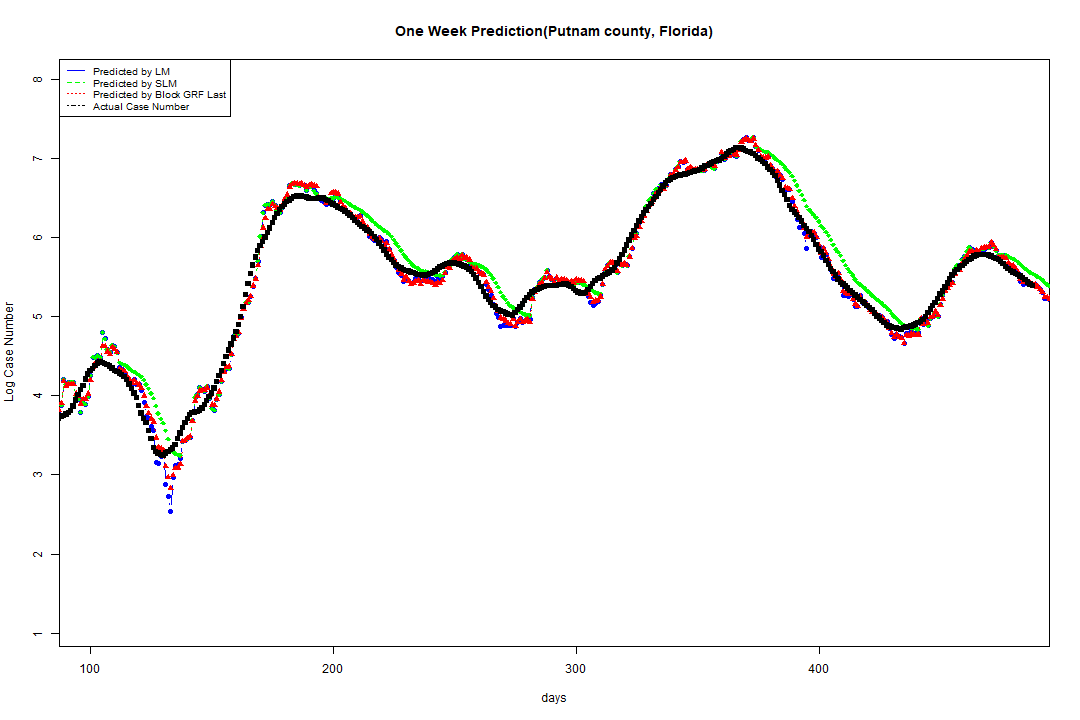 One Week Prediction(Putnam county, Florida)
Predicted by LM
Predicted by SLM
Predicted by Block GRF Last
Actual Case Number
8
7
6
5
4
3
2
1
Log Case Number
100 200 300 400
days